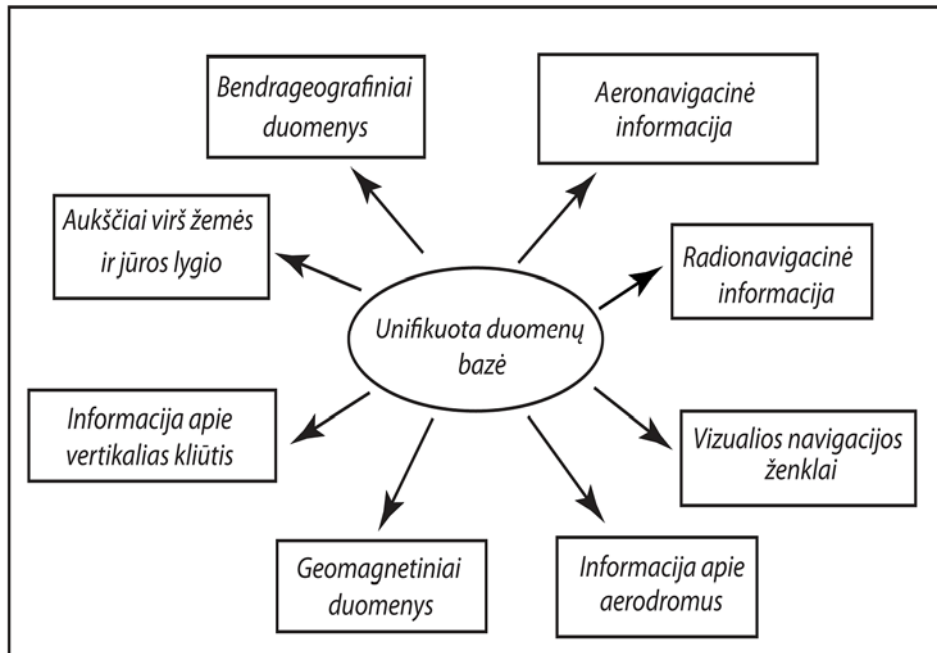 Bendrageografiniai
duomenys
Aeronavigacinė
informacija
Aukščiai virš žemės
ir jūros lygio
Radionavigacinė
informacija
Unifikuota duomenų
bazė
Informacija apie
vertikalias kliūtis
Vizualios navigacijos
ženklai
Geomagnetiniai
duomenys
Informacija apie
aerodromus